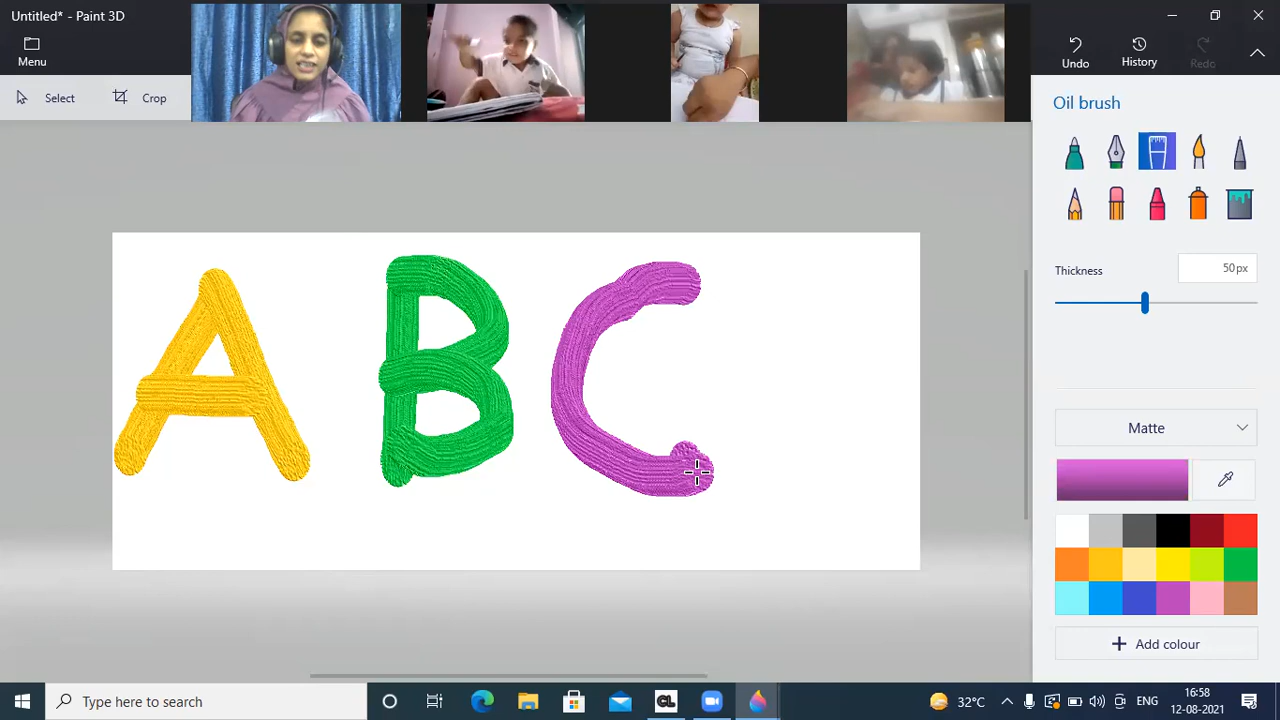 Untitled* - Paint 3D
Menu
Select
Crop
Undo
History
Redo
Oil brush
Thickness
50px
Matte
Add colour
A B C
Type here to search
CL
32°C
ENG
16:58
12-08-2021